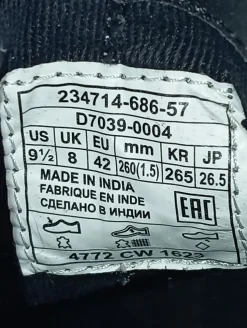 234714-686-57
D7039-0004
US UK EU mm KR JP
9½ 8 42 260(1.5) 265 26.5
MADE IN INDIA
FABRIQUE EN INDE
СДЕЛАНО В ИНДИИ
EAC
4772 CW 1622